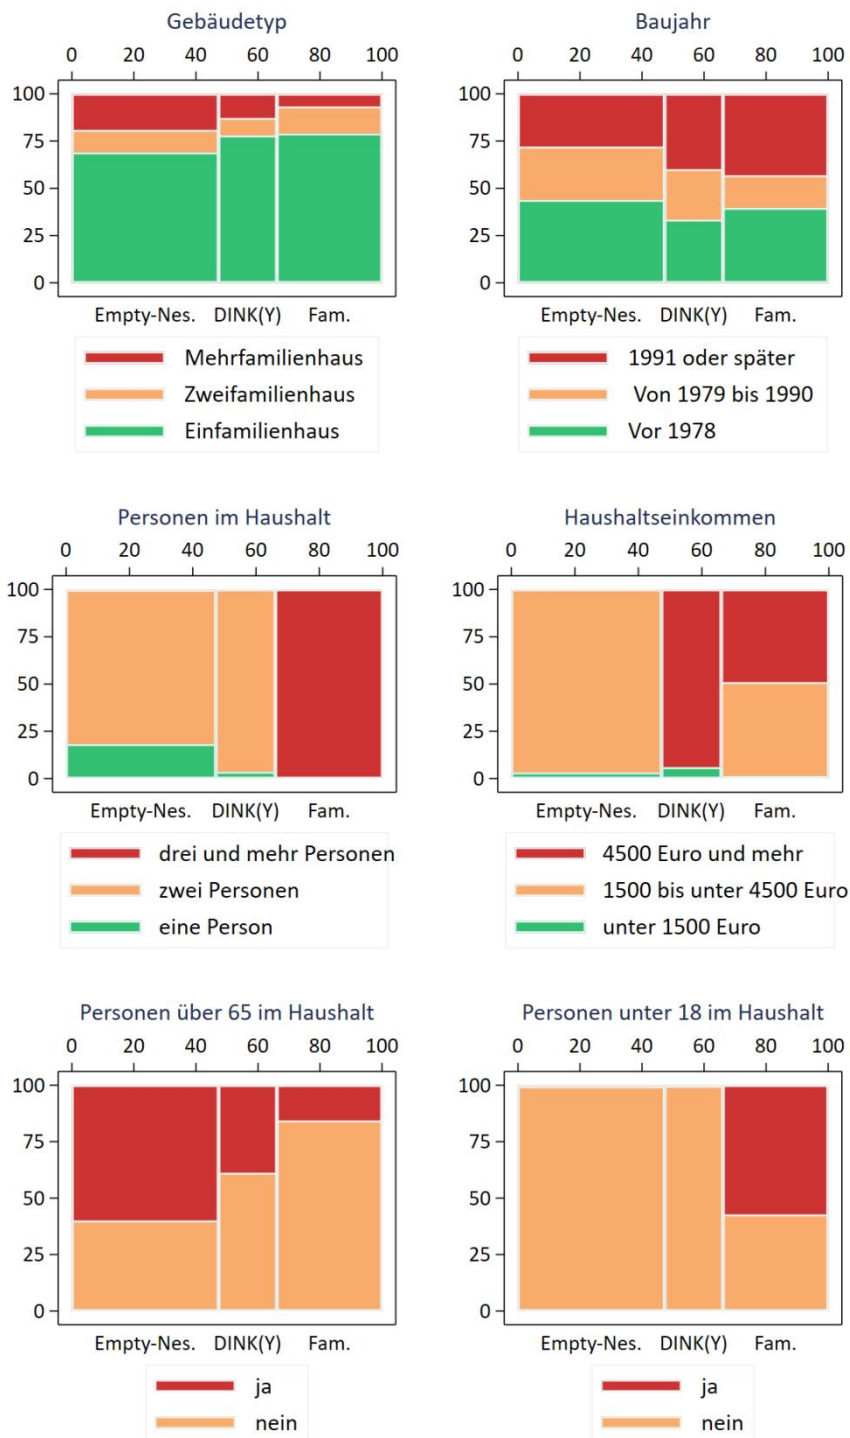 Gebäudetyp
0 20 40 60 80 100
100
75
50
25
0
Empty-Nes. DINK(Y) Fam.
Mehrfamilienhaus
Zweifamilienhaus
Einfamilienhaus
Baujahr
0 20 40 60 80 100
100
75
50
25
0
Empty-Nes. DINK(Y) Fam.
1991 oder später
Von 1979 bis 1990
Vor 1978
Personen im Haushalt
0 20 40 60 80 100
100
75
50
25
0
Empty-Nes. DINK(Y) Fam.
drei und mehr Personen
zwei Personen
eine Person
Haushaltseinkommen
0 20 40 60 80 100
100
75
50
25
0
Empty-Nes. DINK(Y) Fam.
4500 Euro und mehr
1500 bis unter 4500 Euro
unter 1500 Euro
Personen über 65 im Haushalt
0 20 40 60 80 100
100
75
50
25
0
Empty-Nes. DINK(Y) Fam.
ja
nein
Personen unter 18 im Haushalt
0 20 40 60 80 100
100
75
50
25
0
Empty-Nes. DINK(Y) Fam.
ja
nein